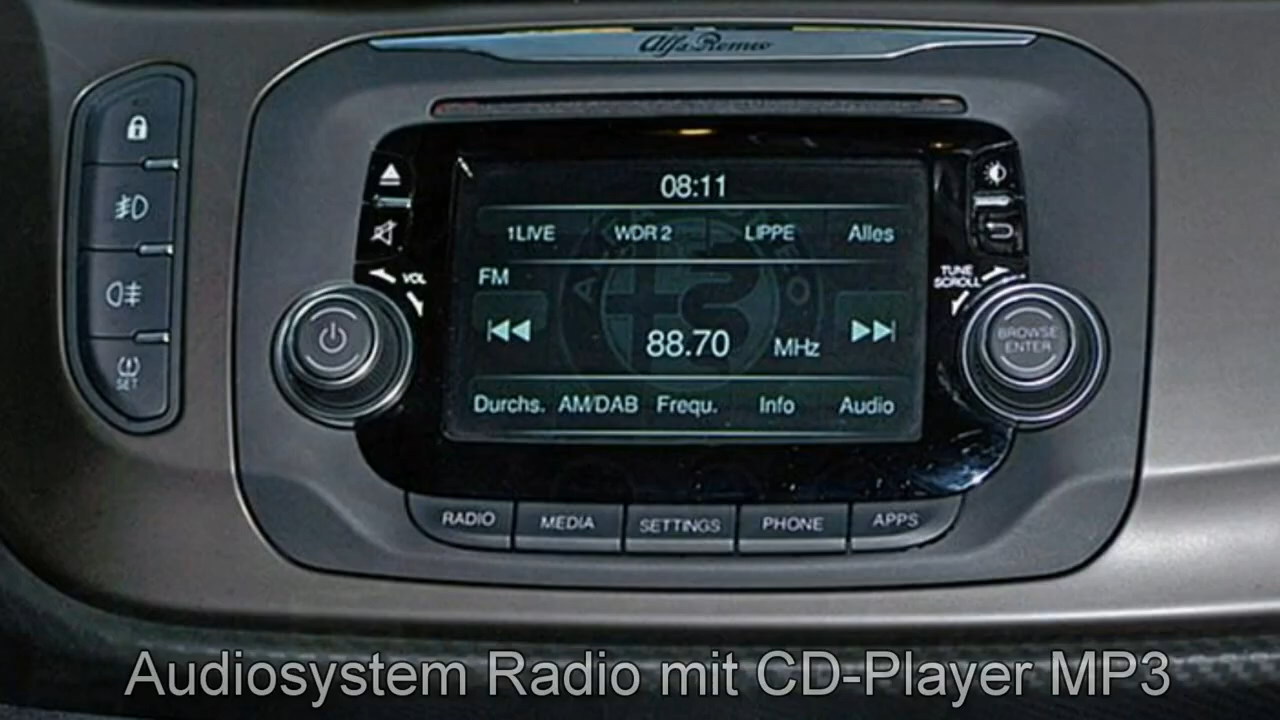 Alfa Romeo
08:11
1LIVE WDR 2 LIPPE Alles
VOL
FM
TUNE
SCROLL
88.70 MHz
BROWSE
ENTER
SET
Durchs. AM/DAB Frequ. Info Audio
RADIO MEDIA SETTINGS PHONE APPS
Audiosystem Radio mit CD-Player MP3